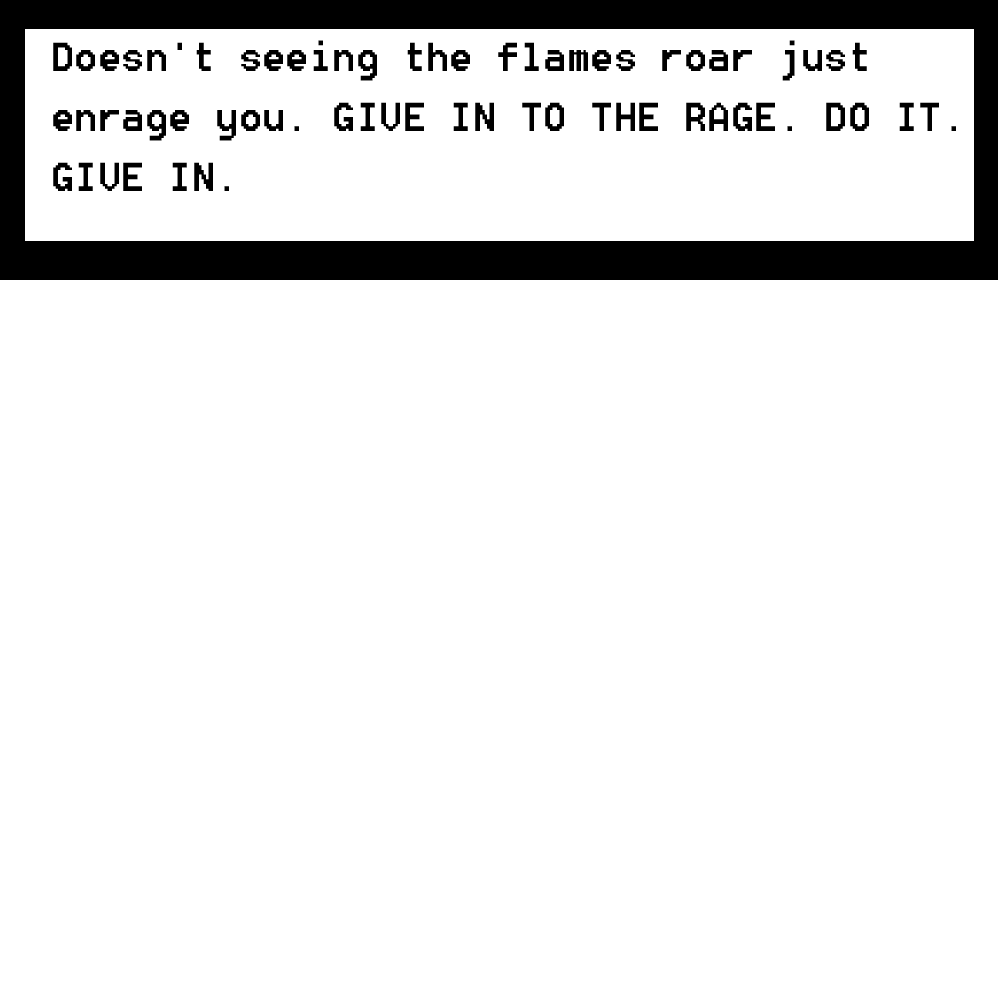 Doesn't seeing the flames roar just
enrage you. GIVE IN TO THE RAGE. DO IT.
GIVE IN.